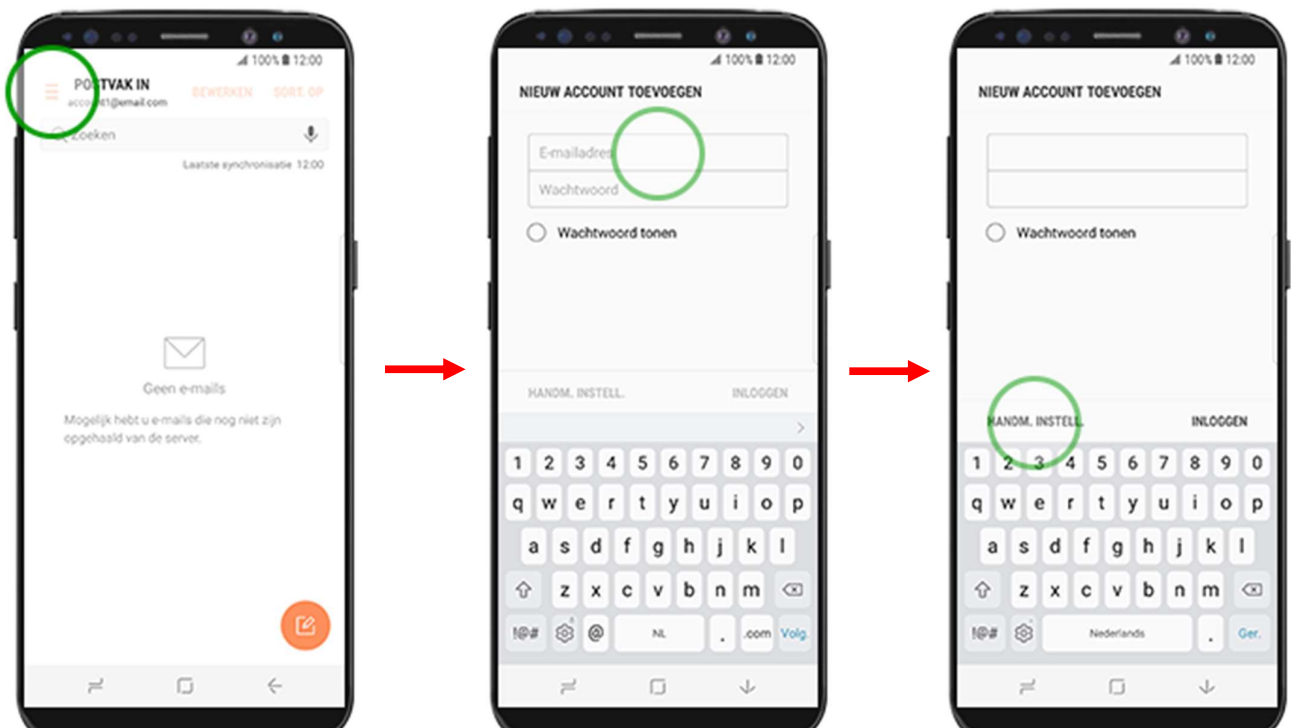 100% 12:00
POSTVAK IN
account1@email.com
BEWERKEN SORT. OP
Zoeken
Laatste synchronisatie 12:00
Geen e-mails
Mogelijk hebt u e-mails die nog niet zijn
opgehaald van de server.
100% 12:00
NIEUW ACCOUNT TOEVOEGEN
E-mailadres
Wachtwoord
Wachtwoord tonen
HANDM. INSTELL. INLOGGEN
1 2 3 4 5 6 7 8 9 0
q w e r t y u i o p
a s d f g h j k l
z x c v b n m
!@# @ NL . .com Volg.
100% 12:00
NIEUW ACCOUNT TOEVOEGEN
Wachtwoord tonen
HANDM. INSTELL. INLOGGEN
1 2 3 4 5 6 7 8 9 0
q w e r t y u i o p
a s d f g h j k l
z x c v b n m
!@# Nederlands . Ger.